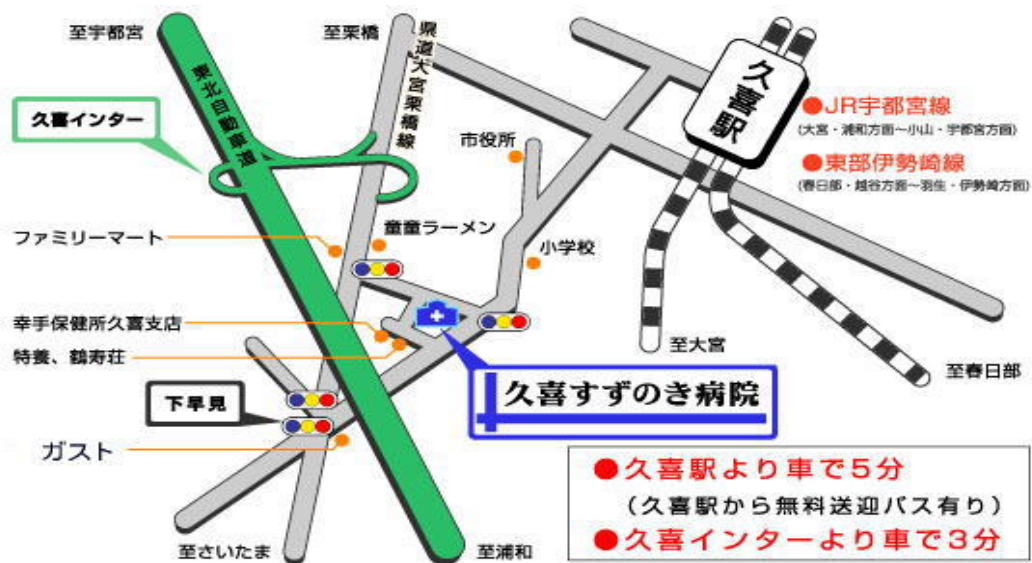 至宇都宮
至栗橋
県道大宮栗橋線
東北自動車道
久喜インター
久喜駅
●JR宇都宮線
(大宮・浦和方面～小山・宇都宮方面)
●東部伊勢崎線
(春日部・越谷方面～羽生・伊勢崎方面)
市役所
童童ラーメン
ファミリーマート
小学校
幸手保健所久喜支店
特養、鶴寿荘
至大宮
至春日部
久喜すずのき病院
下早見
ガスト
至さいたま
至浦和
●久喜駅より車で5分
(久喜駅から無料送迎バス有り)
●久喜インターより車で3分